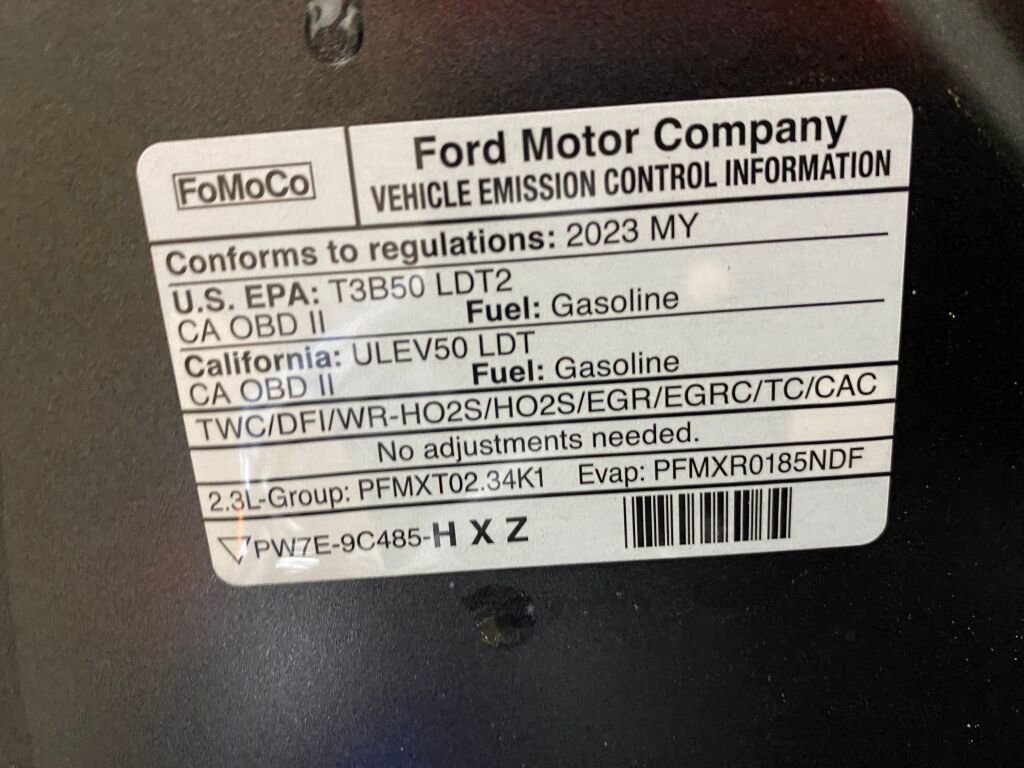 FoMoCo
Ford Motor Company
VEHICLE EMISSION CONTROL INFORMATION
Conforms to regulations: 2023 MY
U.S. EPA: T3B50 LDT2
CA OBD II Fuel: Gasoline
California: ULEV50 LDT
CA OBD II Fuel: Gasoline
TWC/DFI/WR-HO2S/HO2S/EGR/EGRC/TC/CAC
No adjustments needed.
2.3L-Group: PFMXT02.34K1 Evap: PFMXR0185NDF
PW7E-9C485-H X Z